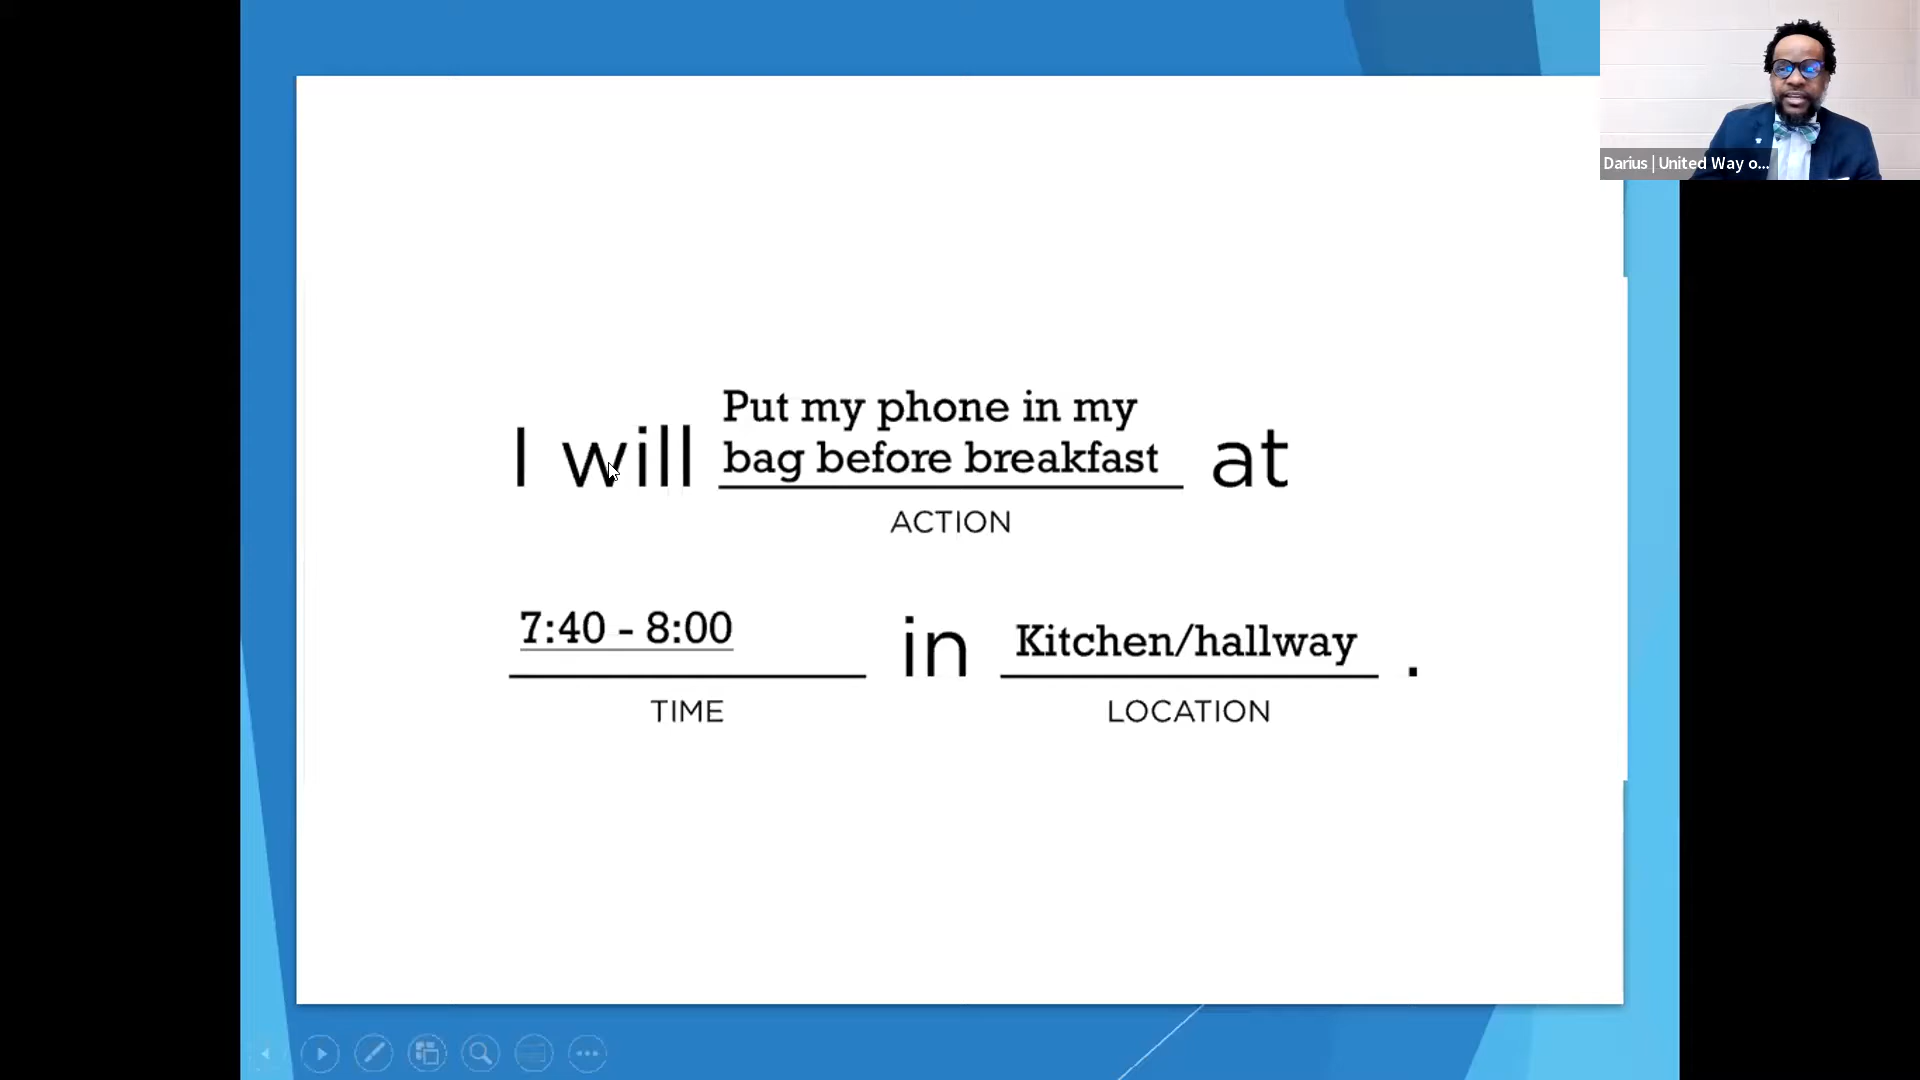 Darius | United Way o...
Put my phone in my
I will bag before breakfast at
ACTION
7:40 - 8:00 in Kitchen/hallway .
TIME LOCATION